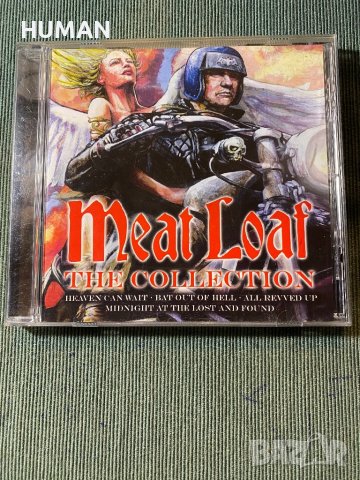 HUMAN
Meat Loaf
THE COLLECTION
HEAVEN CAN WAIT · BAT OUT OF HELL · ALL REVVED UP
MIDNIGHT AT THE LOST AND FOUND
BAZAR